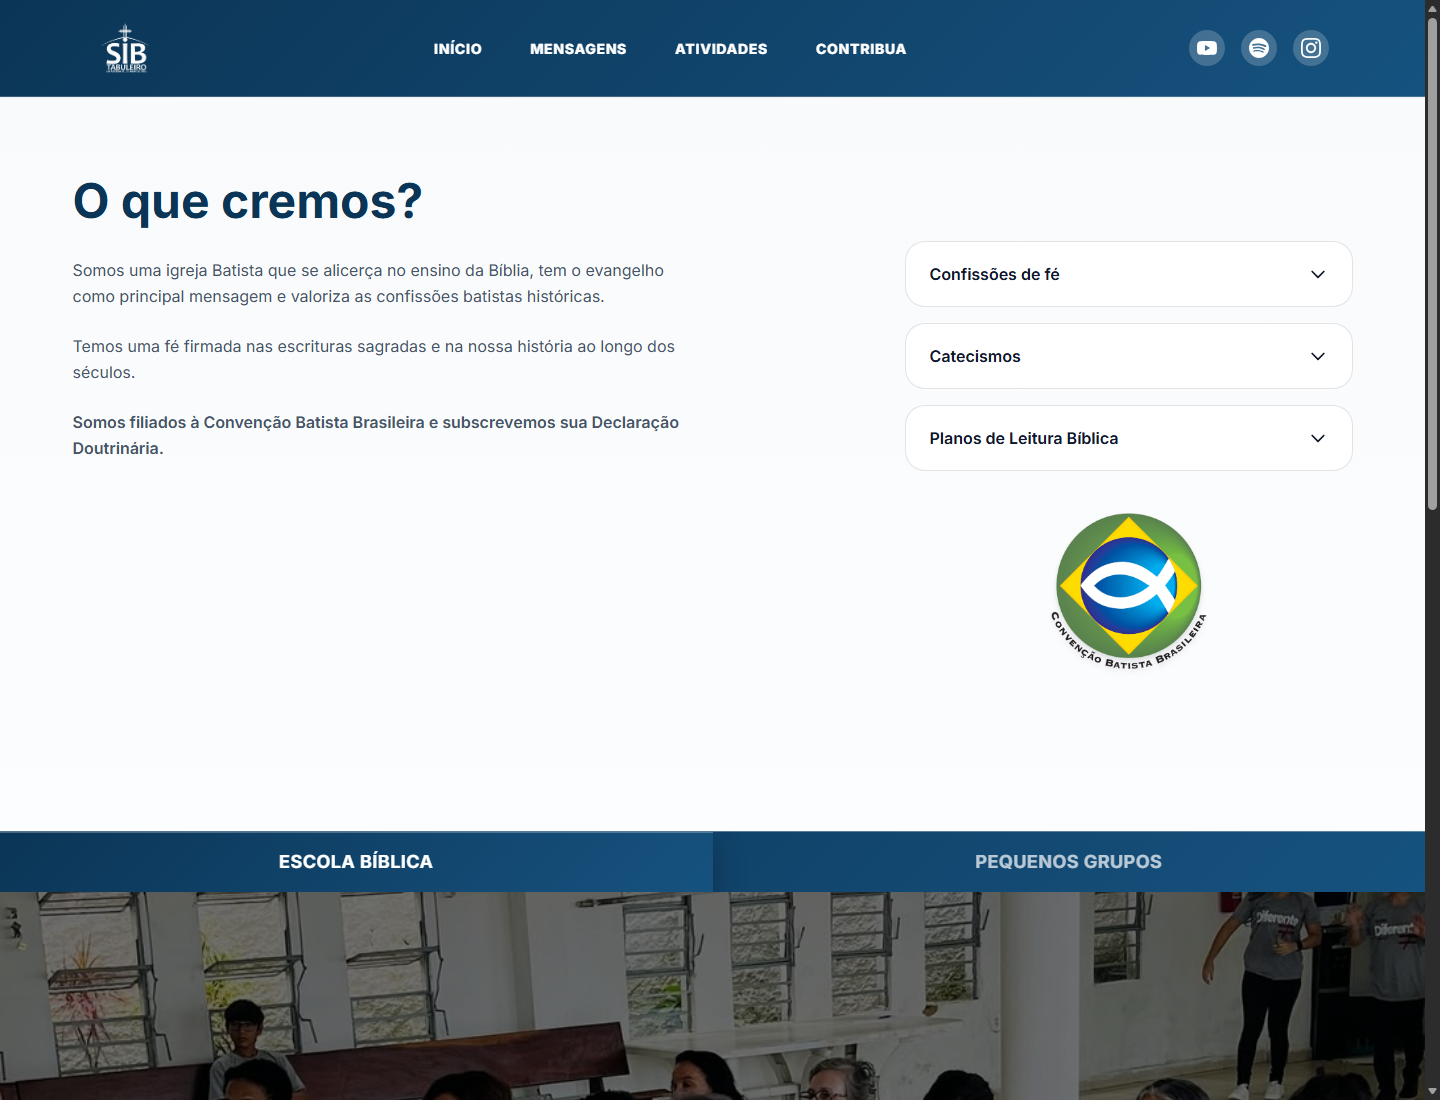 SIB
TABULEIRO
INÍCIO
MENSAGENS
ATIVIDADES
CONTRIBUA
O que cremos?
Somos uma igreja Batista que se alicerça no ensino da Bíblia, tem o evangelho
como principal mensagem e valoriza as confissões batistas históricas.
Temos uma fé firmada nas escrituras sagradas e na nossa história ao longo dos
séculos.
Somos filiados à Convenção Batista Brasileira e subscrevemos sua Declaração
Doutrinária.
Confissões de fé
Catecismos
Planos de Leitura Bíblica
CONVENÇÃO BATISTA BRASILEIRA
ESCOLA BÍBLICA
PEQUENOS GRUPOS
Diferente